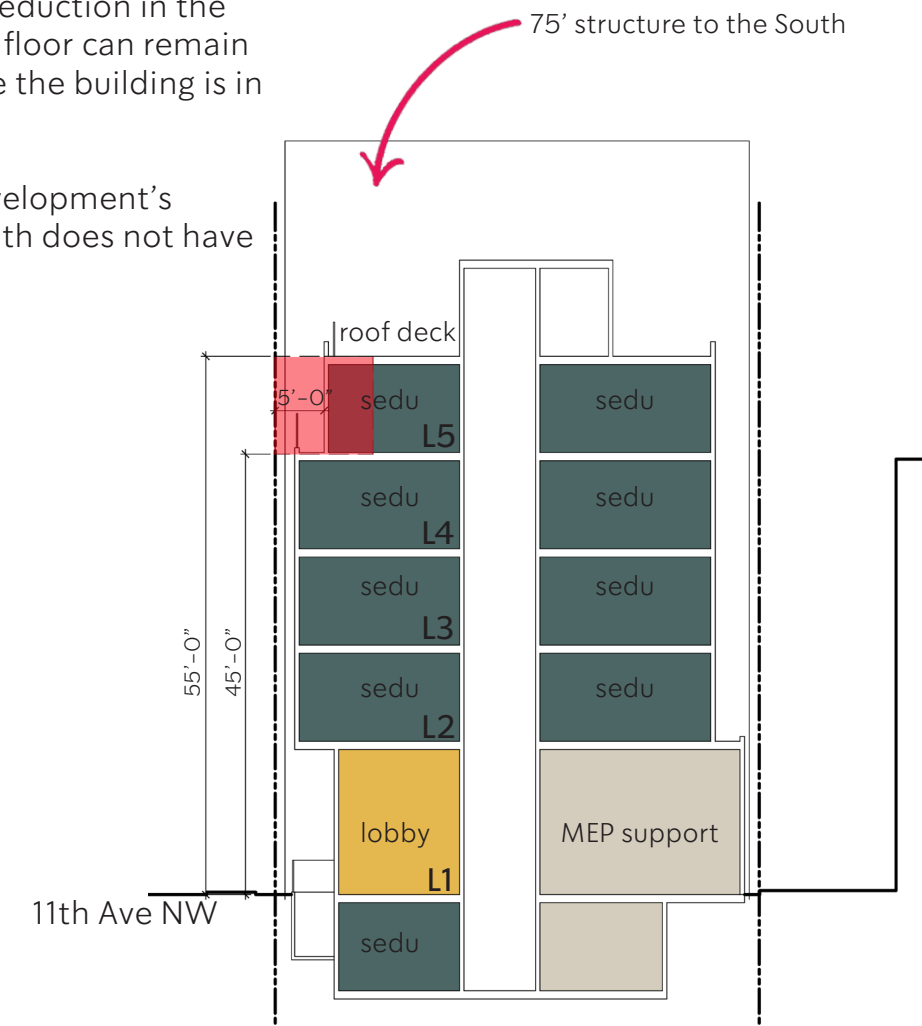 eduction in the
floor can remain
e the building is in
velopment's
th does not have
75' structure to the South
roof deck
5'-0"
sedu
L5
sedu
sedu
L4
sedu
sedu
L3
sedu
sedu
L2
sedu
55'-0"
45'-0"
lobby
L1
MEP support
11th Ave NW
sedu